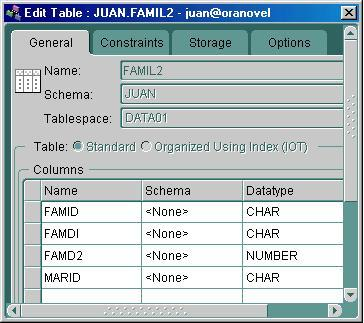 Edit Table : JUAN.FAMIL2 - juan@oranovel
General Constraints Storage Options
Name: FAMIL2
Schema: JUAN
Tablespace: DATA01
Table: Standard Organized Using Index (IOT)
Columns
Name Schema Datatype
FAMID <None> CHAR
FAMDI <None> CHAR
FAMD2 <None> NUMBER
MARID <None> CHAR